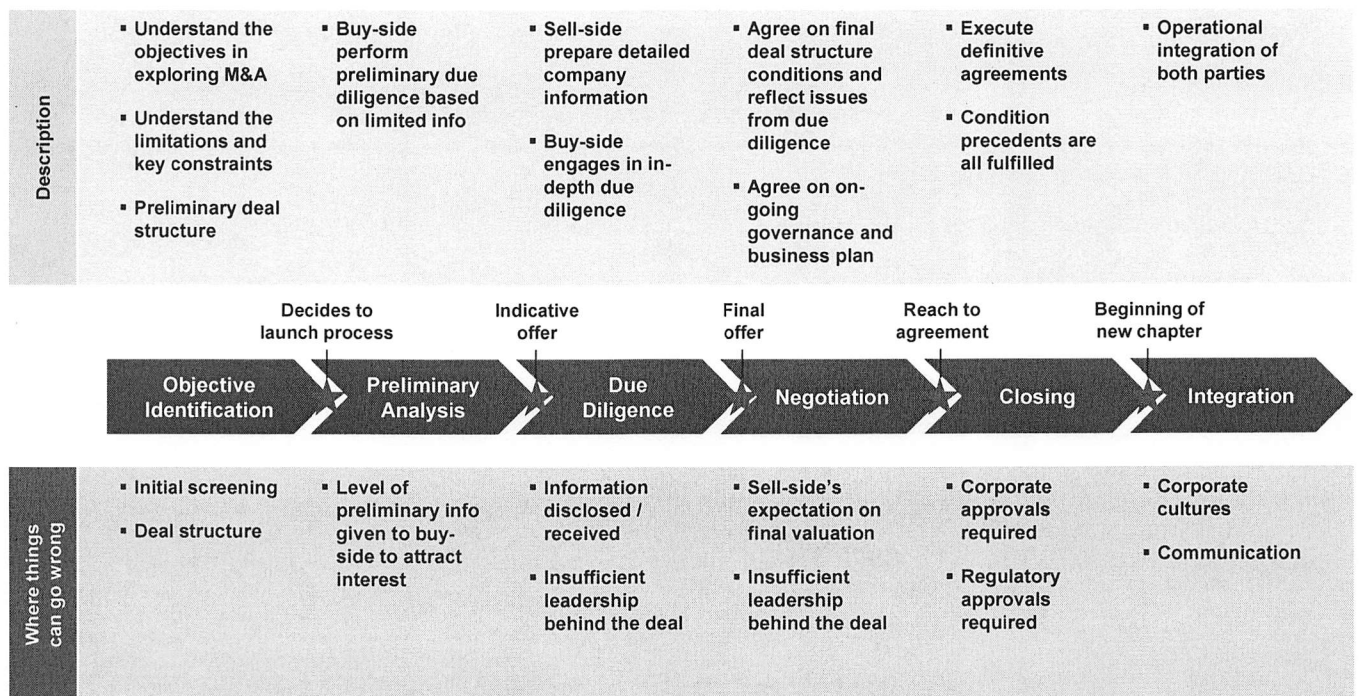 Description
▪ Understand the
objectives in
exploring M&A
▪ Understand the
limitations and
key constraints
▪ Preliminary deal
structure
▪ Buy-side
perform
preliminary due
diligence based
on limited info
▪ Sell-side
prepare detailed
company
information
▪ Buy-side
engages in in-
depth due
diligence
▪ Agree on final
deal structure
conditions and
reflect issues
from due
diligence
▪ Agree on on-
going
governance and
business plan
▪ Execute
definitive
agreements
▪ Condition
precedents are
all fulfilled
▪ Operational
integration of
both parties
Decides to
launch process
Indicative
offer
Final
offer
Reach to
agreement
Beginning of
new chapter
Objective
Identification
Preliminary
Analysis
Due
Diligence
Negotiation
Closing
Integration
Where things
can go wrong
▪ Initial screening
▪ Deal structure
▪ Level of
preliminary info
given to buy-
side to attract
interest
▪ Information
disclosed /
received
▪ Insufficient
leadership
behind the deal
▪ Sell-side's
expectation on
final valuation
▪ Insufficient
leadership
behind the deal
▪ Corporate
approvals
required
▪ Regulatory
approvals
required
▪ Corporate
cultures
▪ Communication